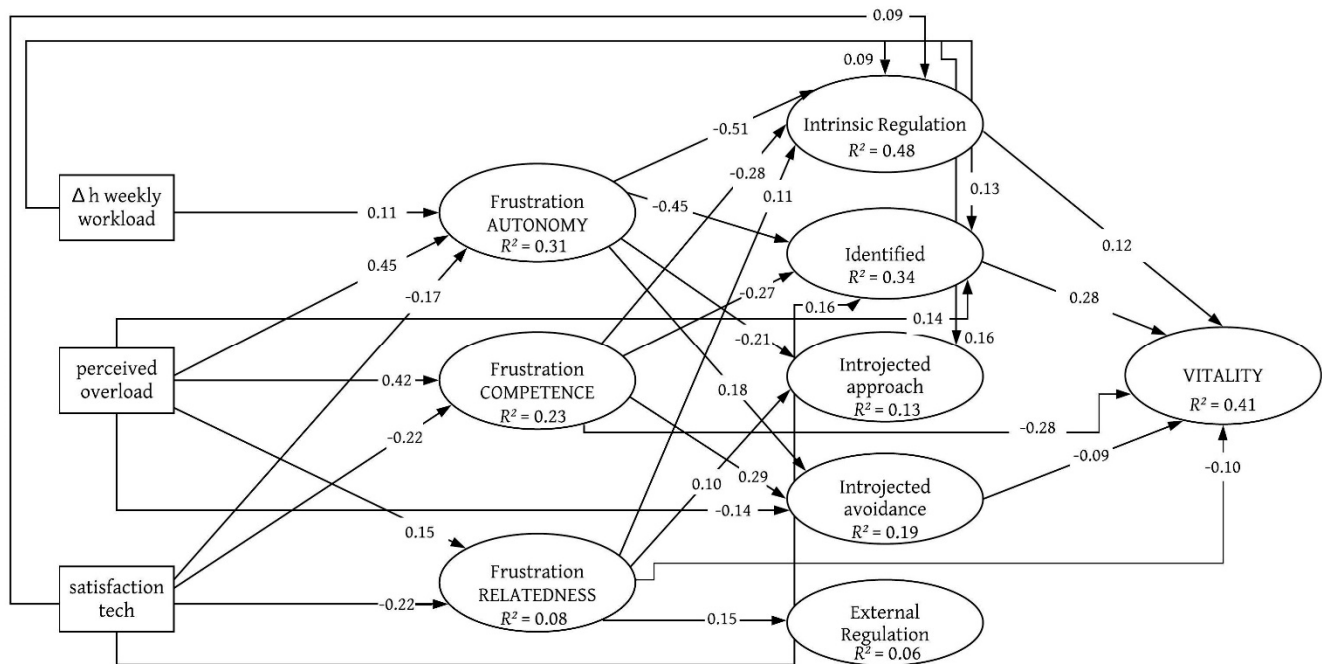 0.09
0.09
-0.51
Intrinsic Regulation
R² = 0.48
-0.28
0.11
0.13
Δ h weekly
workload
0.11
Frustration
AUTONOMY
R² = 0.31
-0.45
Identified
R² = 0.34
0.12
0.45
-0.17
-0.27
0.16
0.14
0.28
perceived
overload
0.42
Frustration
COMPETENCE
R² = 0.23
-0.21
0.18
Introjected
approach
R² = 0.13
0.16
VITALITY
R² = 0.41
-0.22
-0.28
0.29
0.10
-0.14
Introjected
avoidance
R² = 0.19
-0.09
-0.10
0.15
satisfaction
tech
-0.22
Frustration
RELATEDNESS
R² = 0.08
0.15
External
Regulation
R² = 0.06